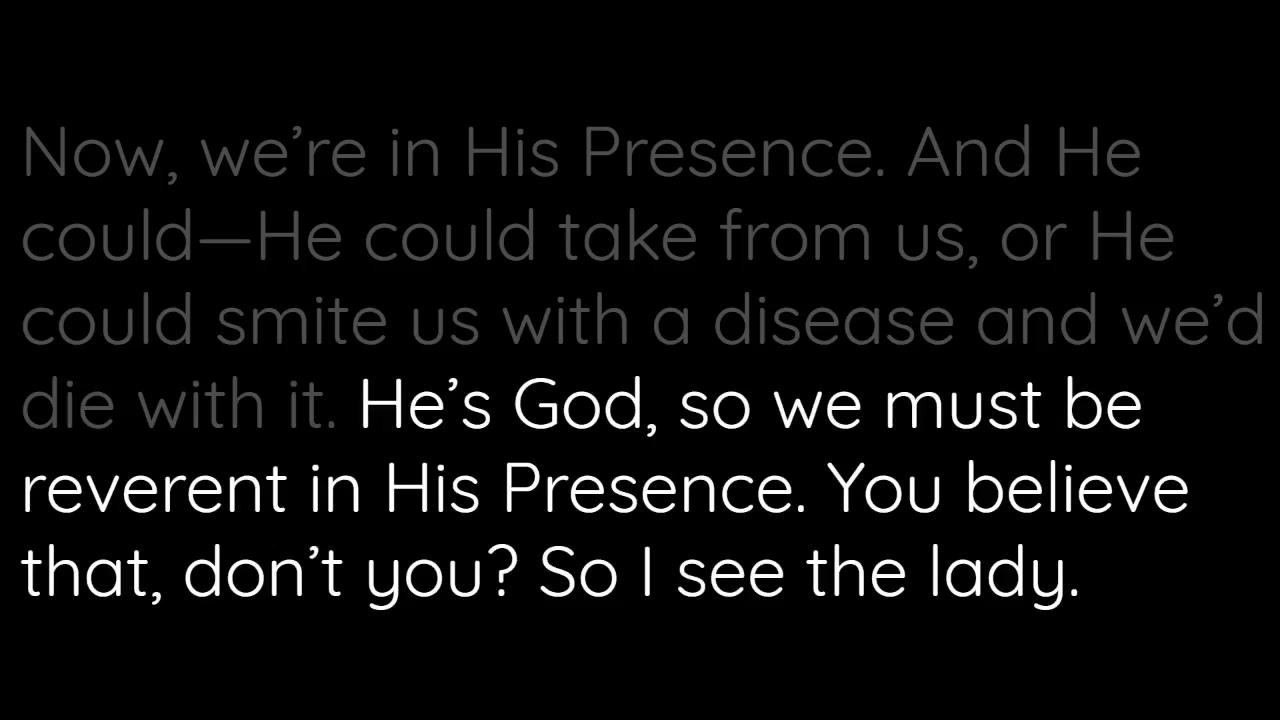 Now, we’re in His Presence. And He
could—He could take from us, or He
could smite us with a disease and we’d
die with it. He’s God, so we must be
reverent in His Presence. You believe
that, don’t you? So I see the lady.